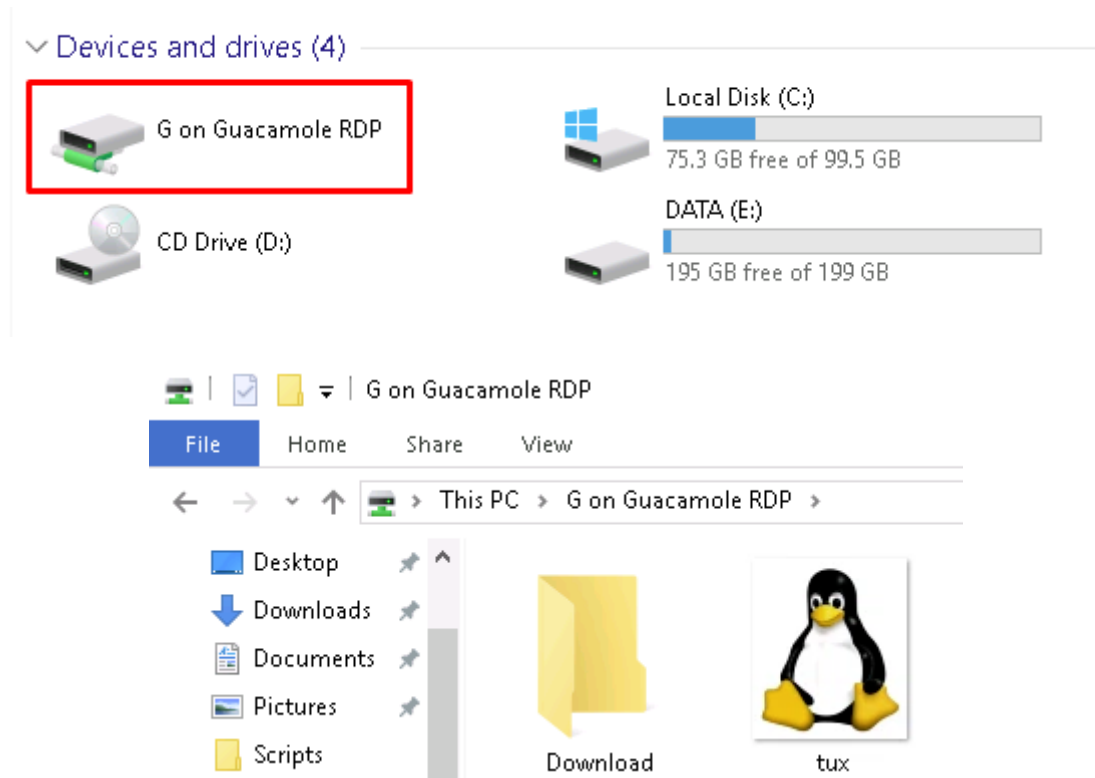 Devices and drives (4)
G on Guacamole RDP
Local Disk (C:)
75.3 GB free of 99.5 GB
CD Drive (D:)
DATA (E:)
195 GB free of 199 GB
G on Guacamole RDP
File Home Share View
This PC > G on Guacamole RDP >
Desktop
Downloads
Documents
Pictures
Scripts
Download
tux